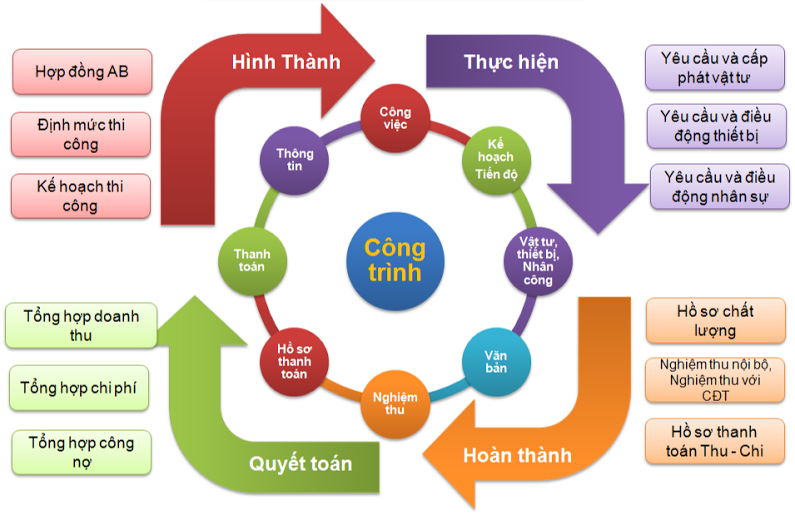 Hình Thành
Thực hiện
Hợp đồng AB
Định mức thi
công
Kế hoạch thi
công
Yêu cầu và cấp
phát vật tư
Yêu cầu và điều
động thiết bị
Yêu cầu và điều
động nhân sự
Công
việc
Kế
hoạch
Tiến độ
Vật tư,
thiết bị,
Nhân
công
Văn
bản
Nghiệm
thu
Hồ sơ
thanh
toán
Thanh
toán
Thông
tin
Công
trình
Tổng hợp doanh
thu
Tổng hợp chi phí
Tổng hợp công
nợ
Hồ sơ chất
lượng
Nghiệm thu nội bộ,
Nghiệm thu với
CĐT
Hồ sơ thanh
toán Thu - Chi
Quyết toán
Hoàn thành